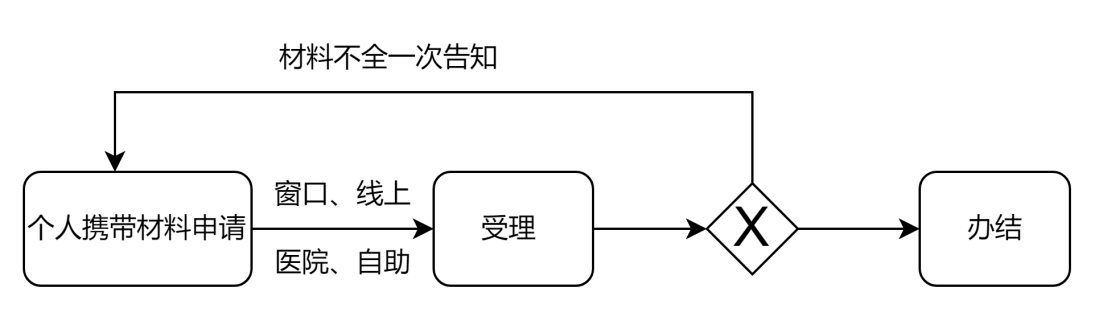 材料不全一次告知
个人携带材料申请
窗口、线上
医院、自助
受理
X
办结